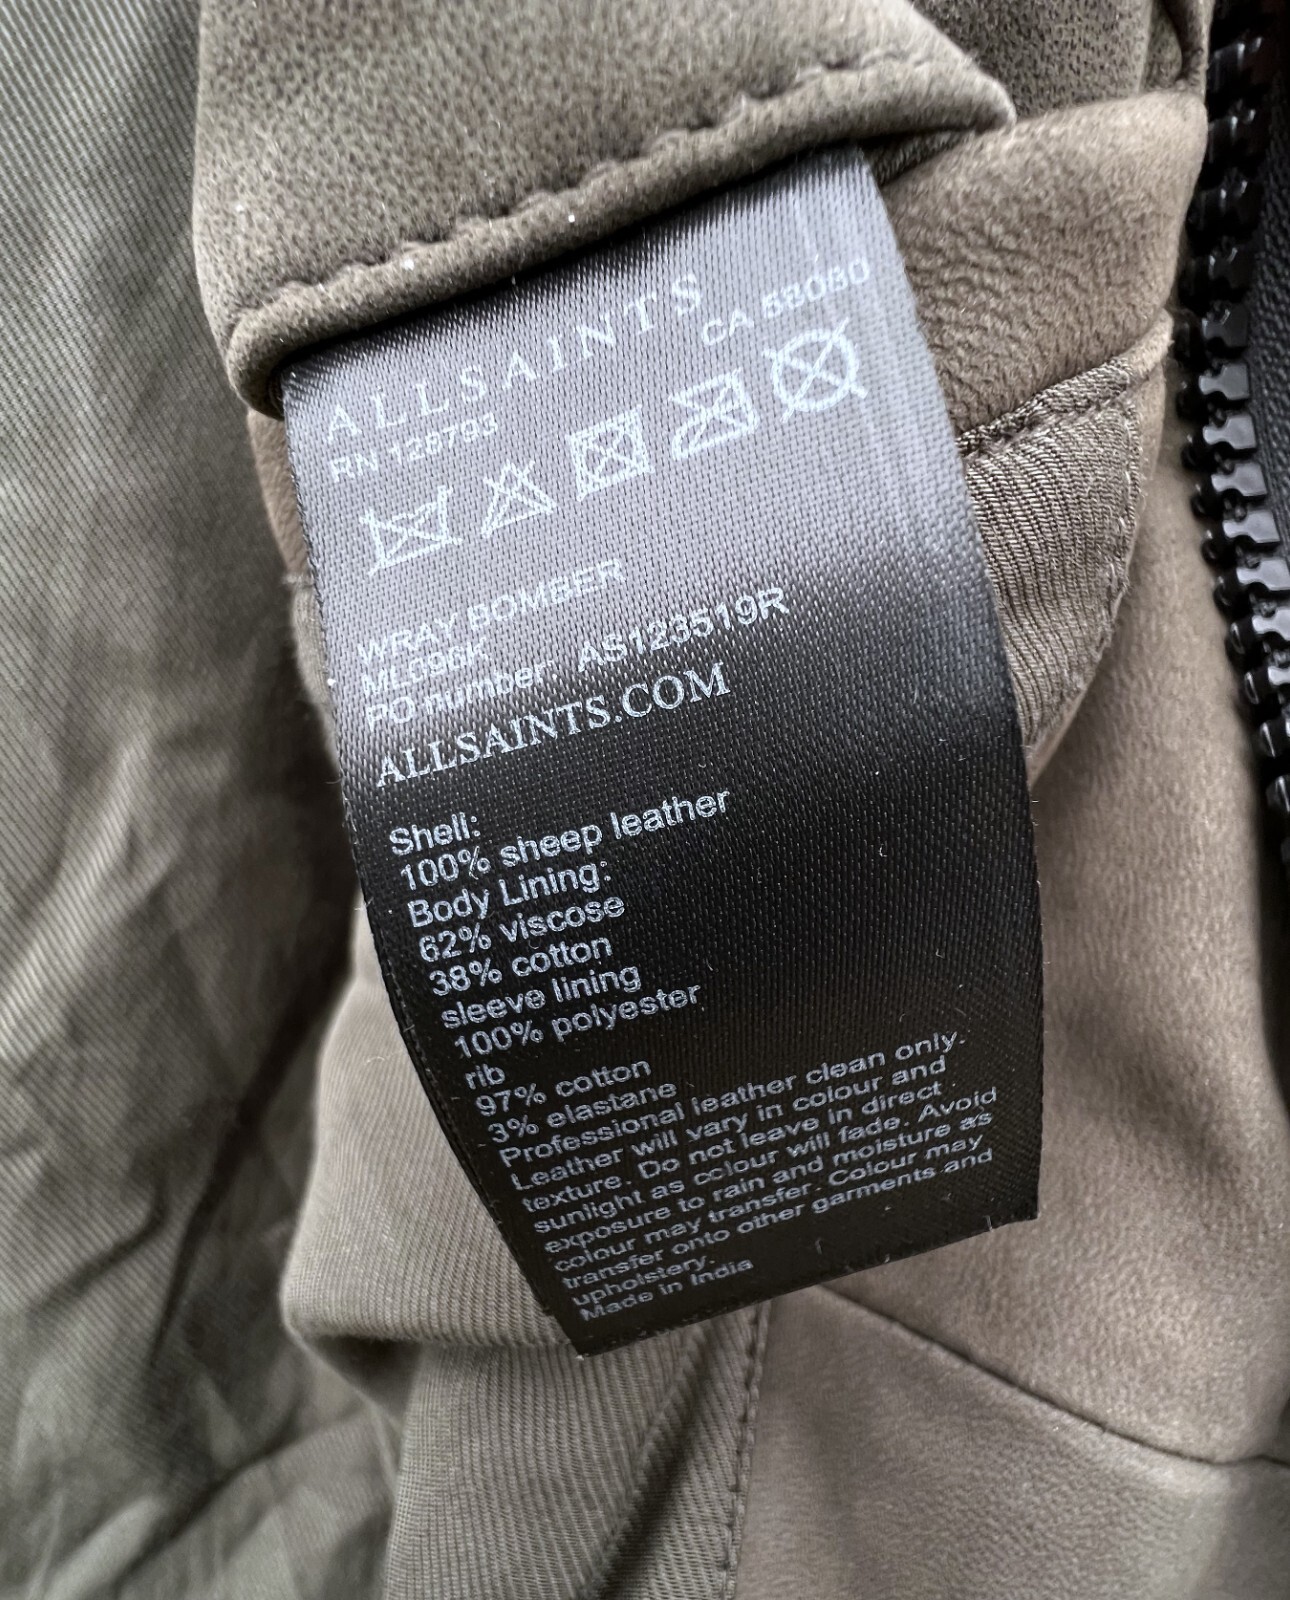 ALLSAINTS
RN 128793 CA 58080
WRAY BOMBER
ML096K
PO number: AS123519R
ALLSAINTS.COM
Shell:
100% sheep leather
Body Lining:
62% viscose
38% cotton
sleeve lining
100% polyester
rib
97% cotton
3% elastane
Professional leather clean only.
Leather will vary in colour and
texture. Do not leave in direct
sunlight as colour will fade. Avoid
exposure to rain and moisture as
colour may transfer. Colour may
transfer onto other garments and
upholstery.
Made in India